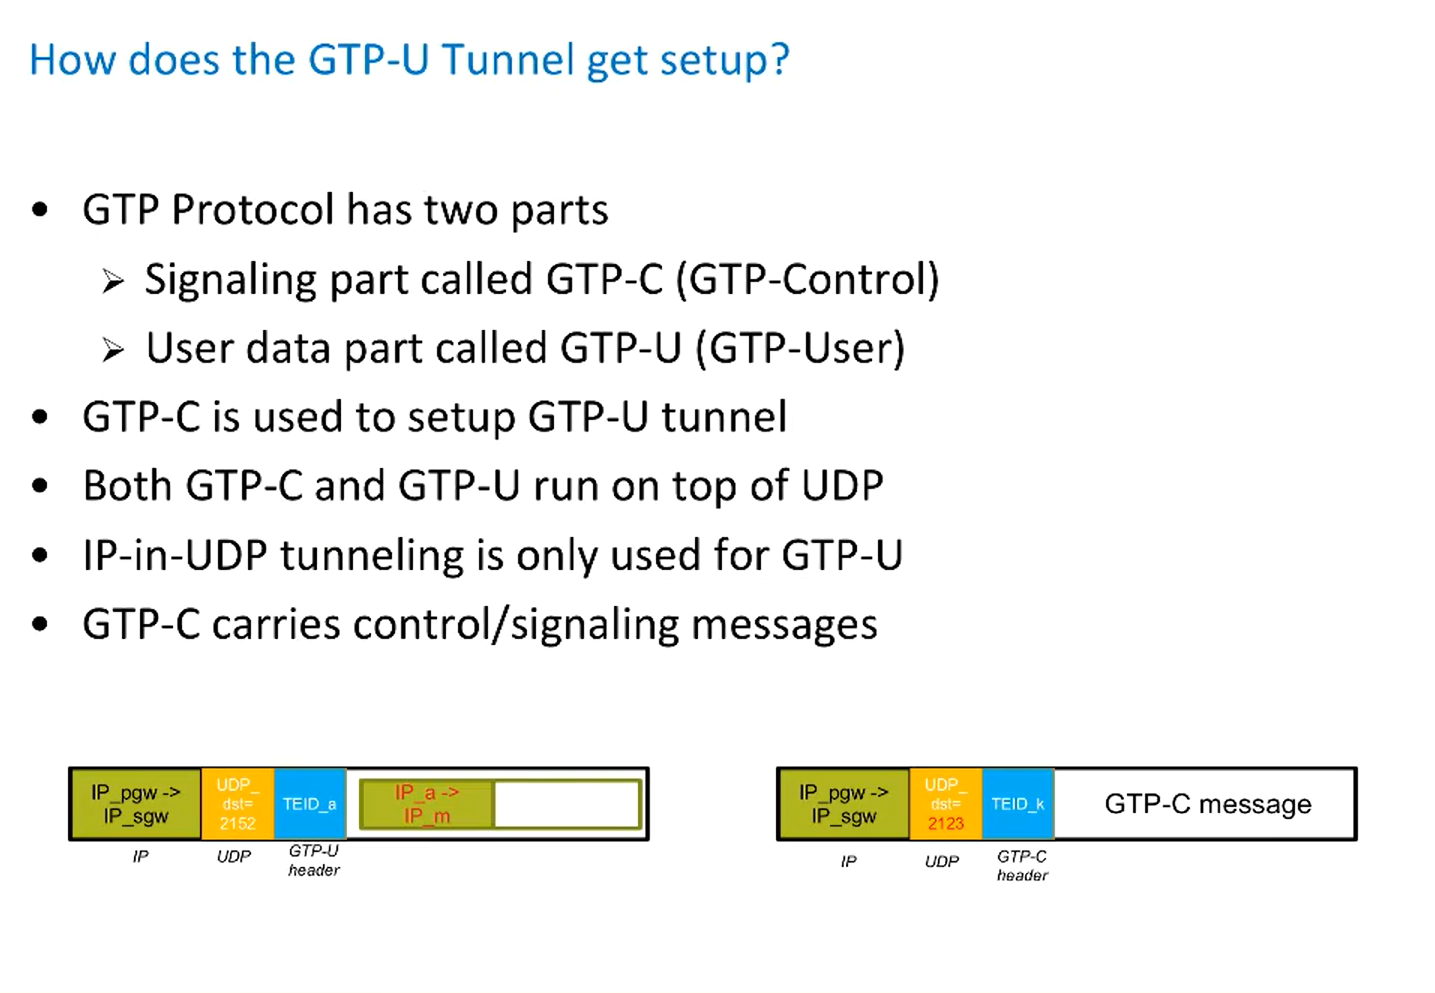 How does the GTP-U Tunnel get setup?
• GTP Protocol has two parts
➢ Signaling part called GTP-C (GTP-Control)
➢ User data part called GTP-U (GTP-User)
• GTP-C is used to setup GTP-U tunnel
• Both GTP-C and GTP-U run on top of UDP
• IP-in-UDP tunneling is only used for GTP-U
• GTP-C carries control/signaling messages
IP_pgw ->
IP_sgw
UDP_
dst=
2152
TEID_a
IP_a ->
IP_m
IP
UDP
GTP-U
header
IP_pgw ->
IP_sgw
UDP_
dst=
2123
TEID_k
GTP-C message
IP
UDP
GTP-C
header